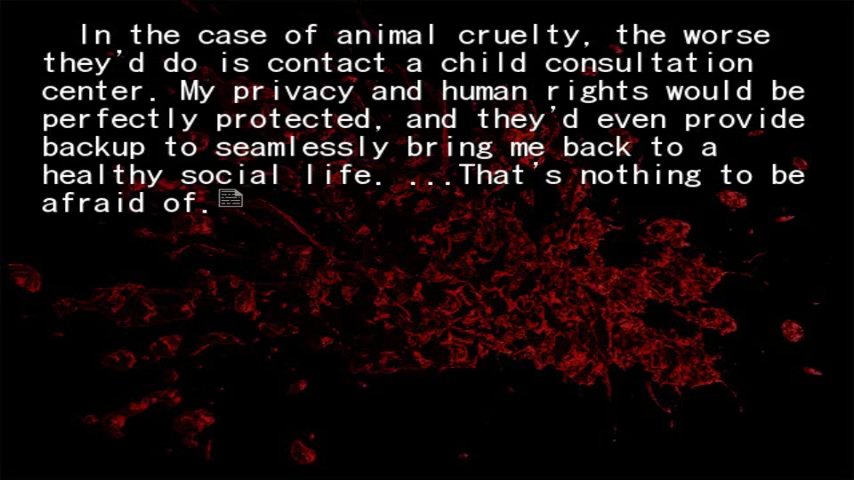 In the case of animal cruelty, the worse
they'd do is contact a child consultation
center. My privacy and human rights would be
perfectly protected, and they'd even provide
backup to seamlessly bring me back to a
healthy social life. ...That's nothing to be
afraid of.